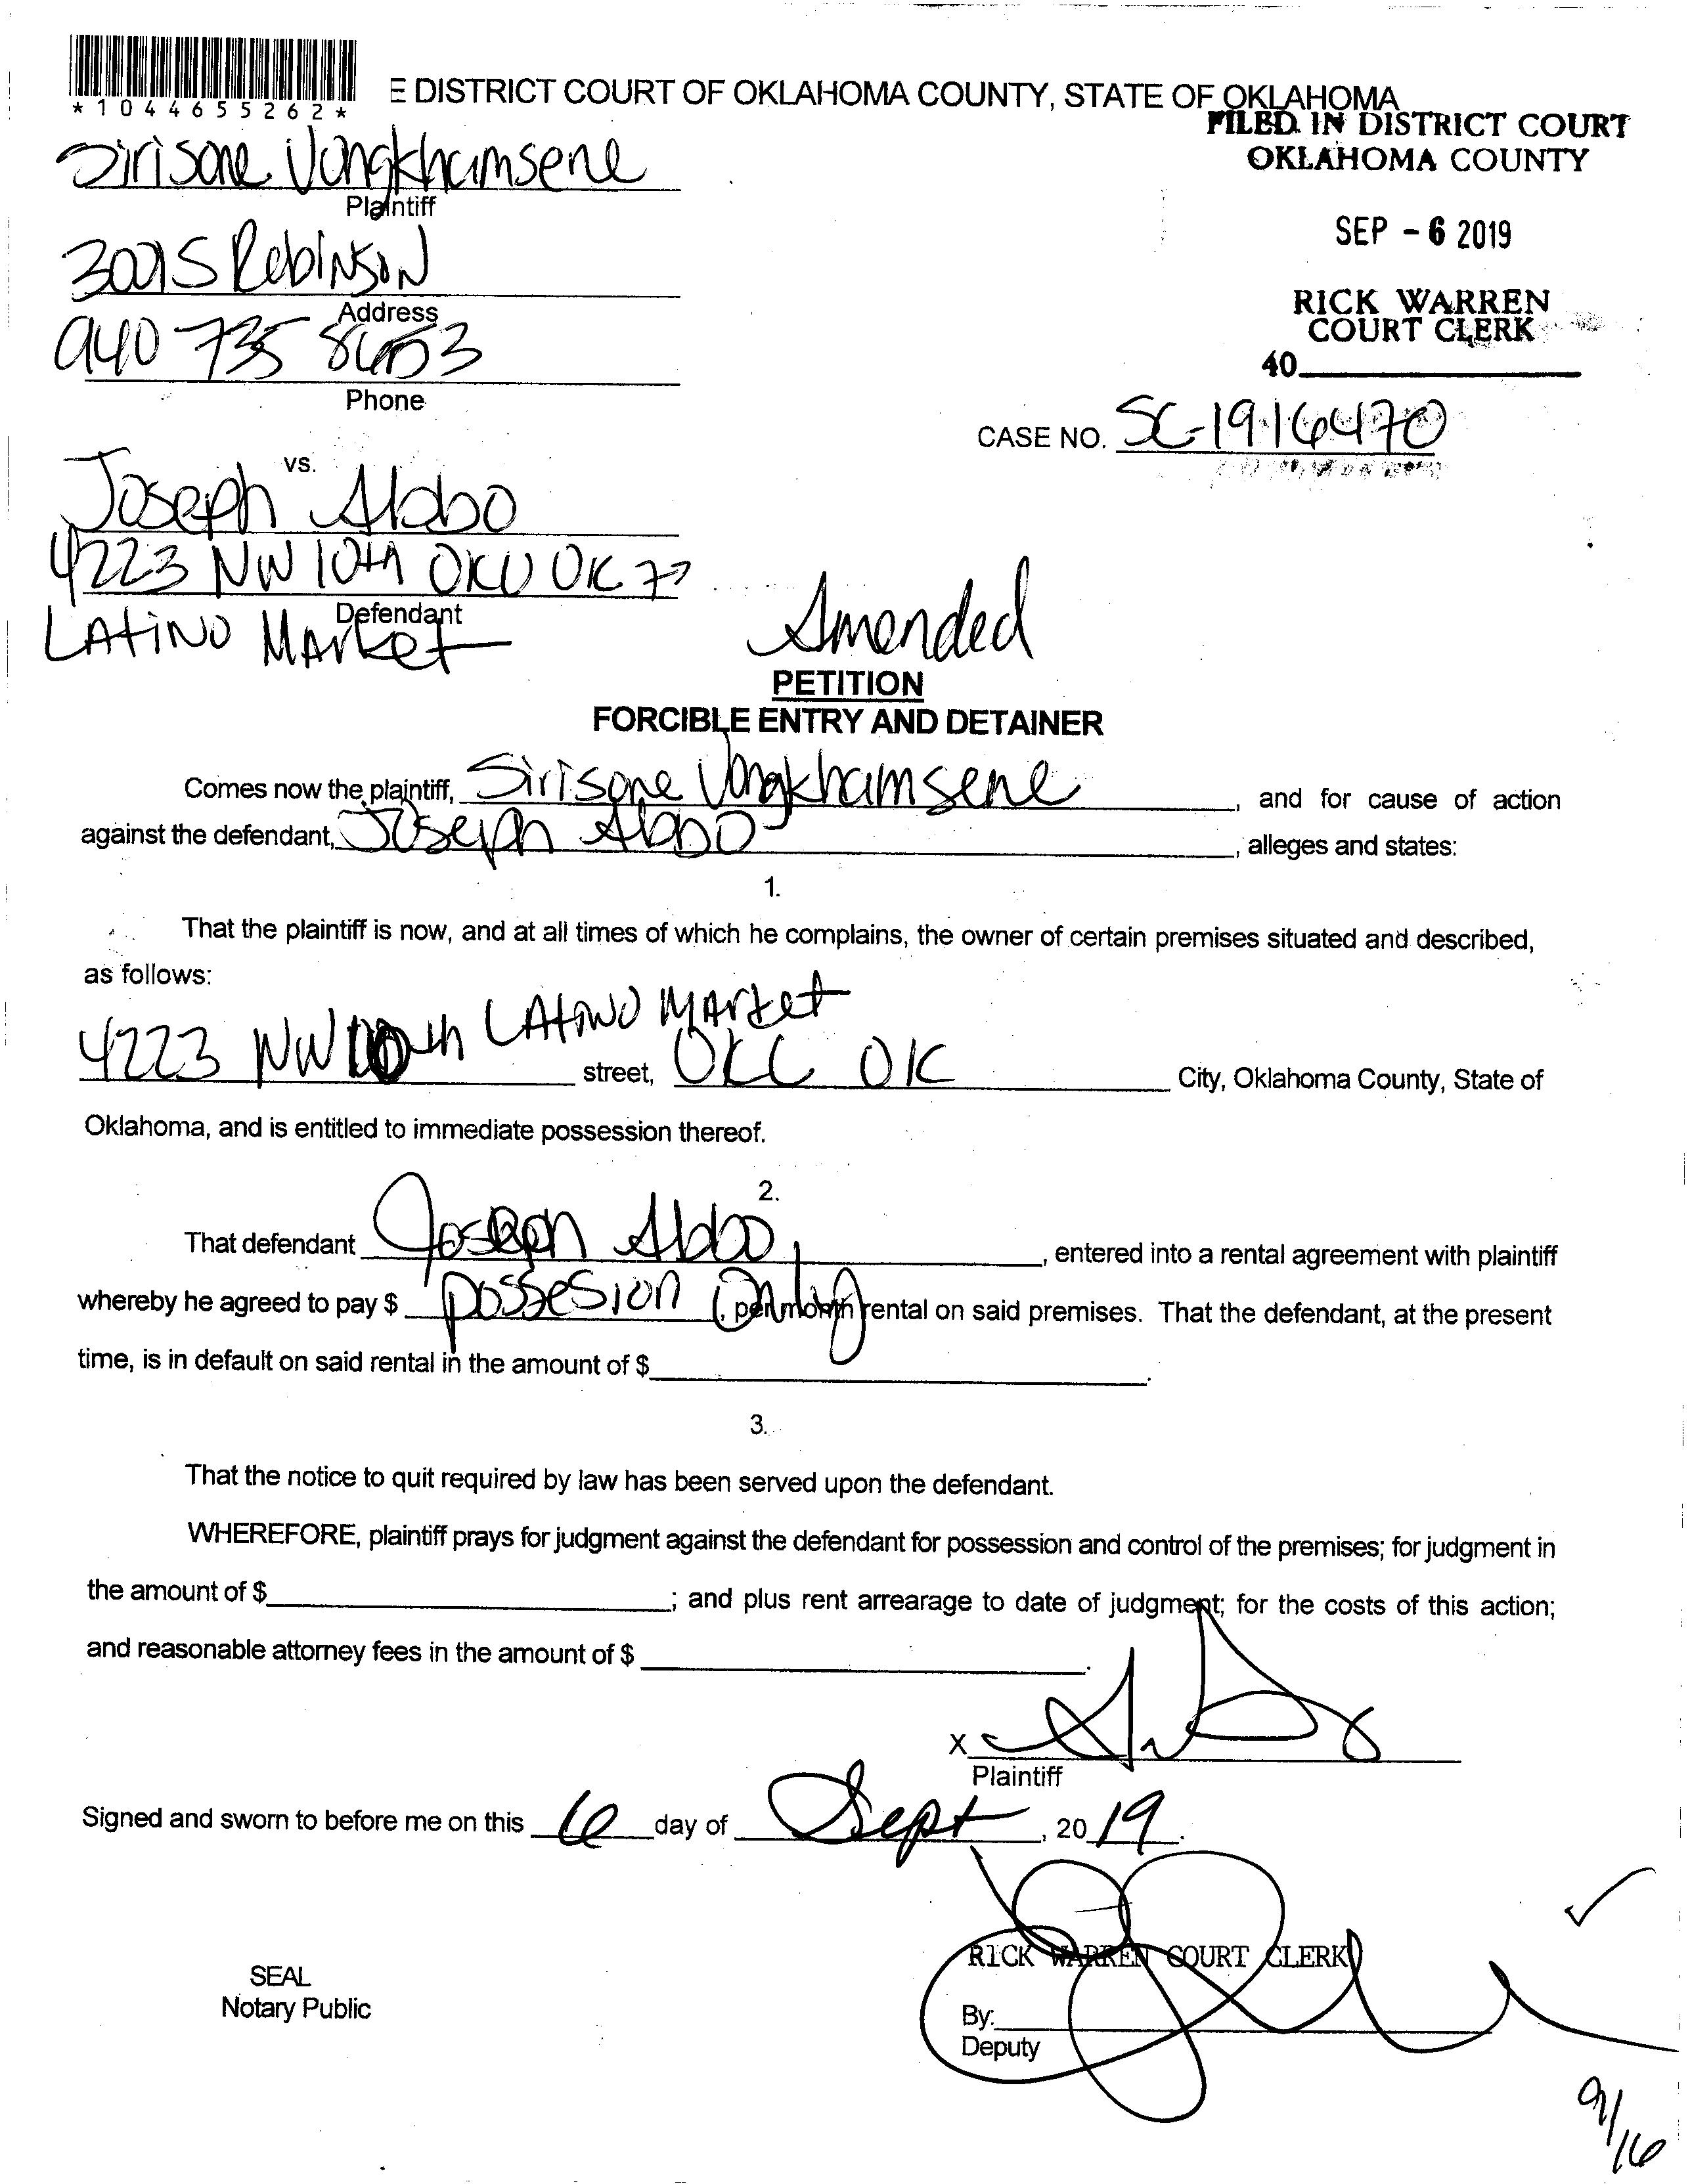 *1044655262*
E DISTRICT COURT OF OKLAHOMA COUNTY, STATE OF OKLAHOMA
FILED IN DISTRICT COURT
OKLAHOMA COUNTY
SEP - 6 2019
RICK WARREN
COURT CLERK
40
Sirisone Vongkhamsene
Plaintiff
S Robinson
Address
940 735 8653
Phone
CASE NO. SC-19-16470
vs.
Joseph Abbo
4223 NW 10th OKC OK 77
Defendant
LAtiNO MArket
Amended
PETITION
FORCIBLE ENTRY AND DETAINER
Comes now the plaintiff, Sirisone Vongkhamsene, and for cause of action
against the defendant, Joseph Abbo, alleges and states:
1.
That the plaintiff is now, and at all times of which he complains, the owner of certain premises situated and described,
as follows:
4223 NW 10th LAtiNO MArket street, OKC OK City, Oklahoma County, State of
Oklahoma, and is entitled to immediate possession thereof.
2.
That defendant Joseph Abbo, entered into a rental agreement with plaintiff
whereby he agreed to pay $ possesion Only, per month rental on said premises. That the defendant, at the present
time, is in default on said rental in the amount of $ .
3.
That the notice to quit required by law has been served upon the defendant.
WHEREFORE, plaintiff prays for judgment against the defendant for possession and control of the premises; for judgment in
the amount of $ ; and plus rent arrearage to date of judgment; for the costs of this action;
and reasonable attorney fees in the amount of $ .
X
Plaintiff
Signed and sworn to before me on this 6 day of Sept, 2019.
RICK WARREN COURT CLERK
SEAL
Notary Public
By:
Deputy
9/16